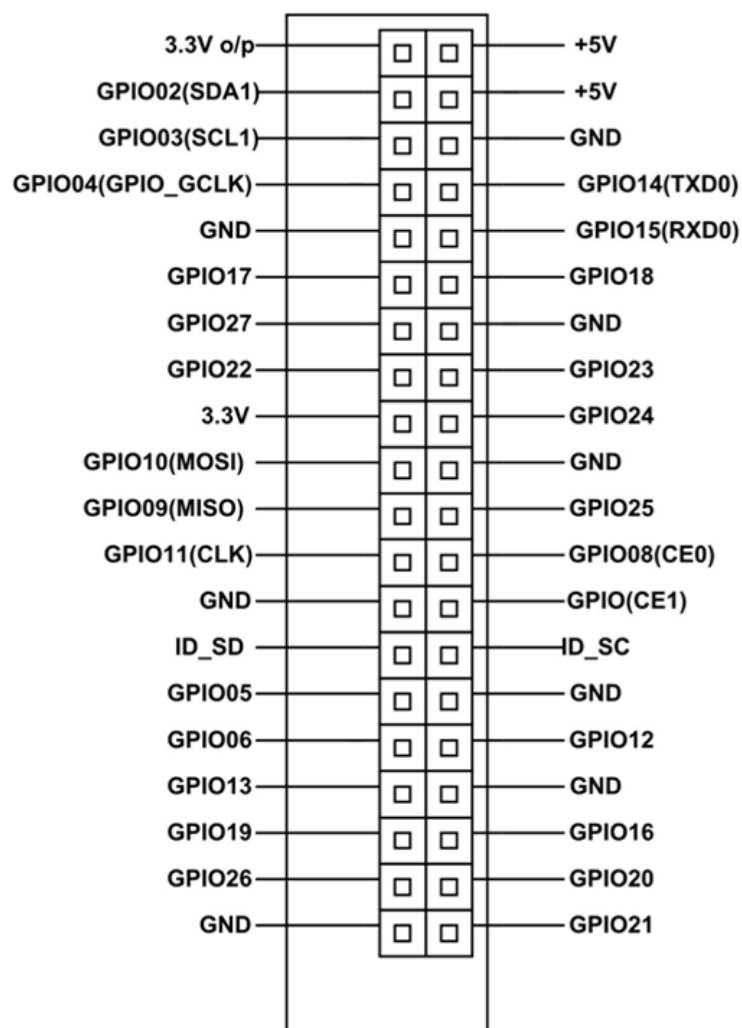 3.3V o/p +5V
GPIO02(SDA1) +5V
GPIO03(SCL1) GND
GPIO04(GPIO_GCLK) GPIO14(TXD0)
GND GPIO15(RXD0)
GPIO17 GPIO18
GPIO27 GND
GPIO22 GPIO23
3.3V GPIO24
GPIO10(MOSI) GND
GPIO09(MISO) GPIO25
GPIO11(CLK) GPIO08(CE0)
GND GPIO(CE1)
ID_SD ID_SC
GPIO05 GND
GPIO06 GPIO12
GPIO13 GND
GPIO19 GPIO16
GPIO26 GPIO20
GND GPIO21